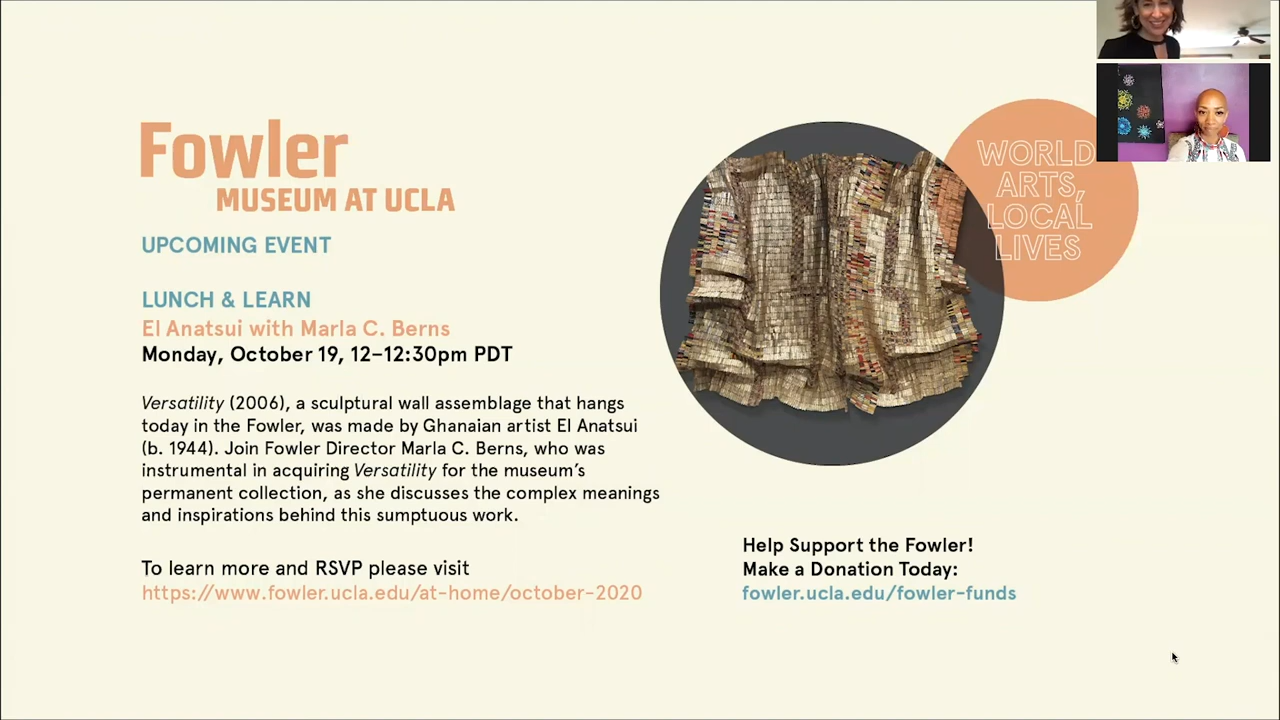 Fowler
MUSEUM AT UCLA
UPCOMING EVENT
LUNCH & LEARN
El Anatsui with Marla C. Berns
Monday, October 19, 12–12:30pm PDT
Versatility (2006), a sculptural wall assemblage that hangs
today in the Fowler, was made by Ghanaian artist El Anatsui
(b. 1944). Join Fowler Director Marla C. Berns, who was
instrumental in acquiring Versatility for the museum's
permanent collection, as she discusses the complex meanings
and inspirations behind this sumptuous work.
To learn more and RSVP please visit
https://www.fowler.ucla.edu/at-home/october-2020
WORLD
ARTS,
LOCAL
LIVES
Help Support the Fowler!
Make a Donation Today:
fowler.ucla.edu/fowler-funds